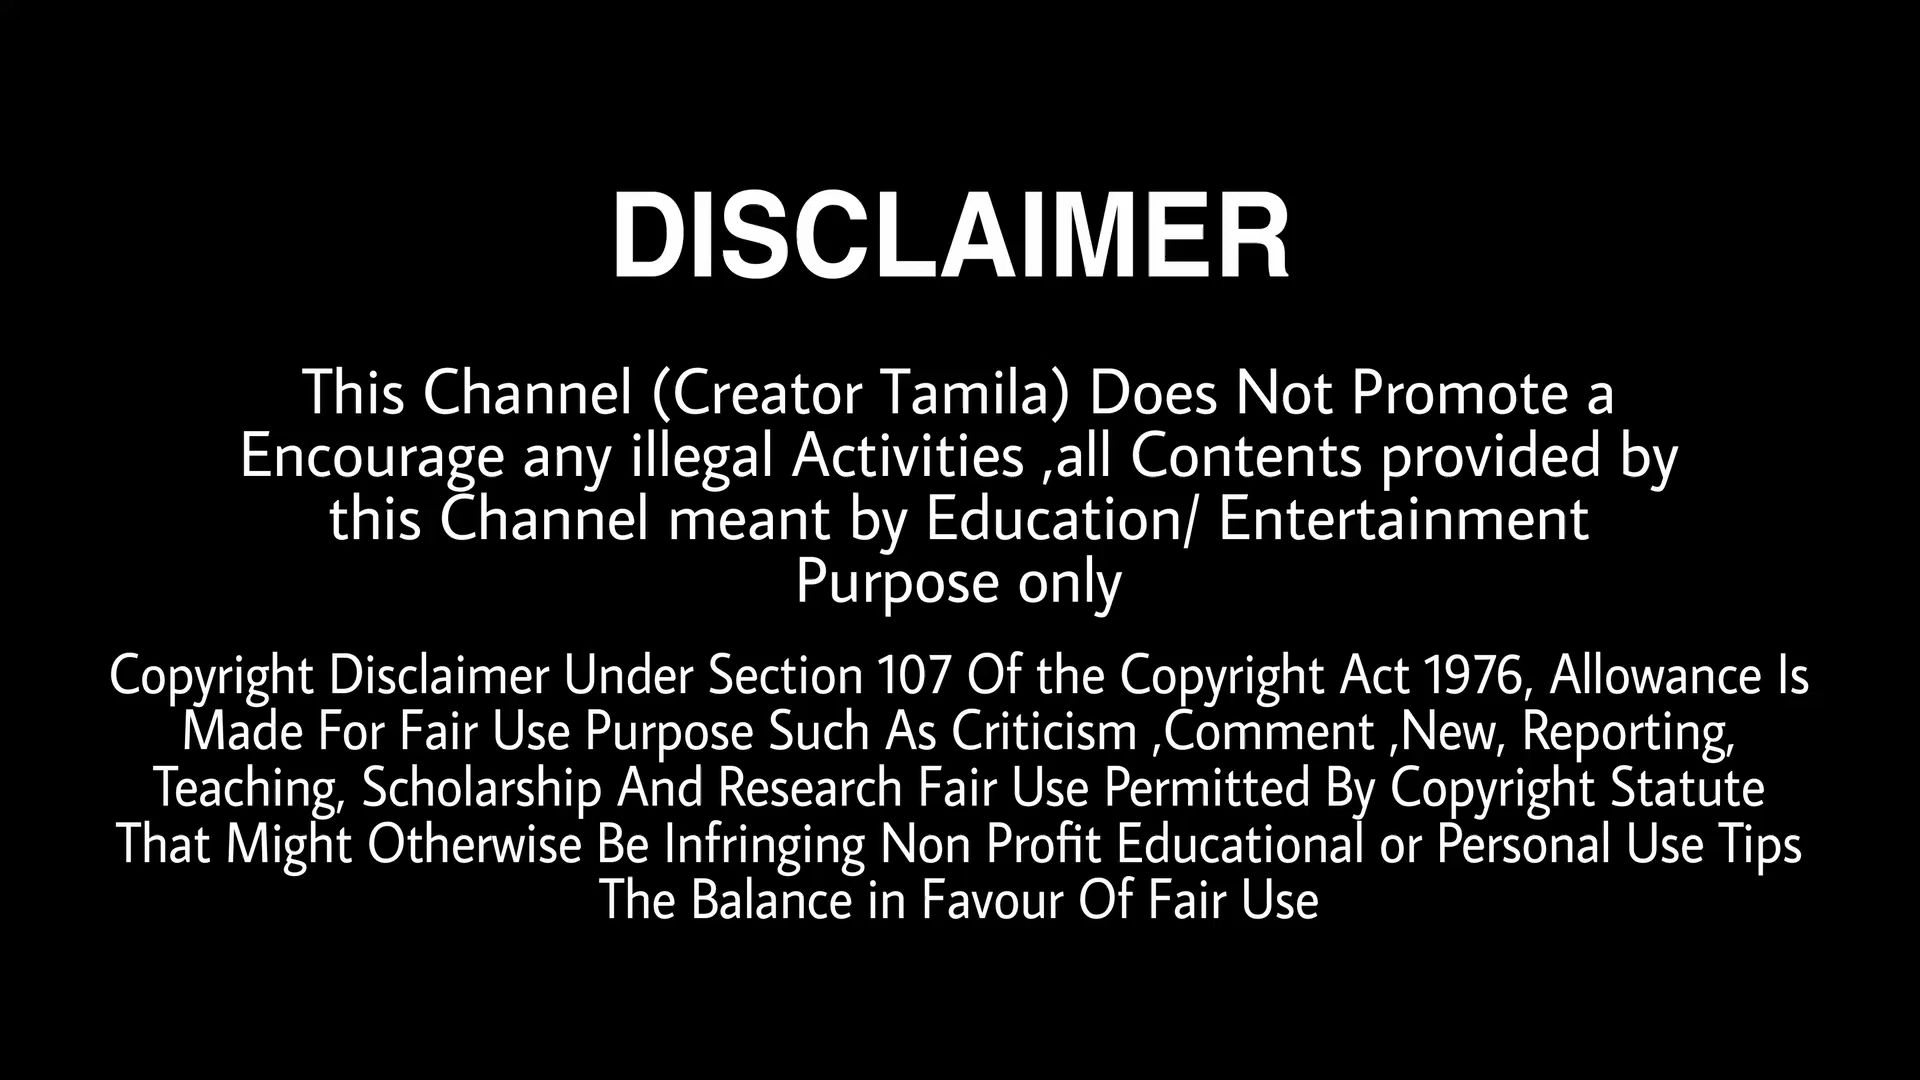 DISCLAIMER
This Channel (Creator Tamila) Does Not Promote a
Encourage any illegal Activities ,all Contents provided by
this Channel meant by Education/ Entertainment
Purpose only
Copyright Disclaimer Under Section 107 Of the Copyright Act 1976, Allowance Is
Made For Fair Use Purpose Such As Criticism ,Comment ,New, Reporting,
Teaching, Scholarship And Research Fair Use Permitted By Copyright Statute
That Might Otherwise Be Infringing Non Profit Educational or Personal Use Tips
The Balance in Favour Of Fair Use